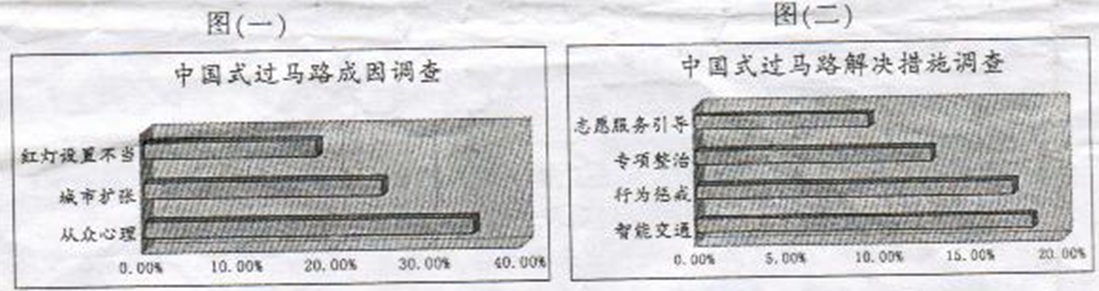 图(一)
中国式过马路成因调查
红灯设置不当
城市扩张
从众心理
0.00% 10.00% 20.00% 30.00% 40.00%
图(二)
中国式过马路解决措施调查
志愿服务引导
专项整治
行为惩戒
智能交通
0.00% 5.00% 10.00% 15.00% 20.00%